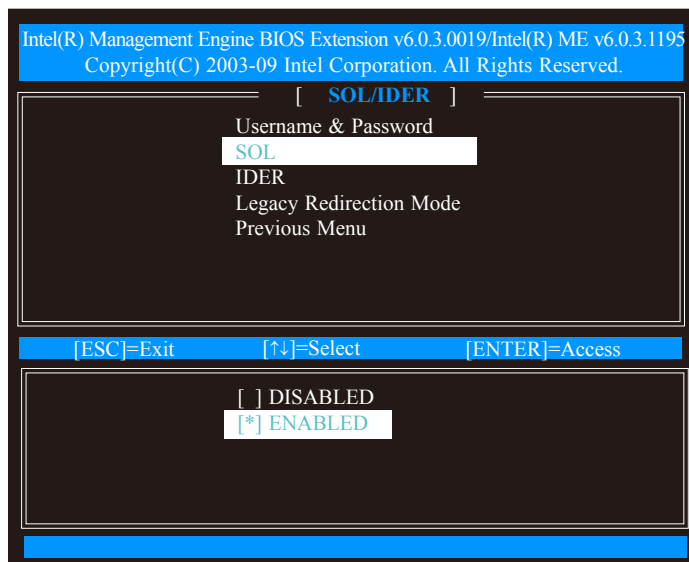 Intel(R) Management Engine BIOS Extension v6.0.3.0019/Intel(R) ME v6.0.3.1195
Copyright(C) 2003-09 Intel Corporation. All Rights Reserved.
[ SOL/IDER ]
Username & Password
SOL
IDER
Legacy Redirection Mode
Previous Menu
[ESC]=Exit [↑↓]=Select [ENTER]=Access
[ ] DISABLED
[*] ENABLED